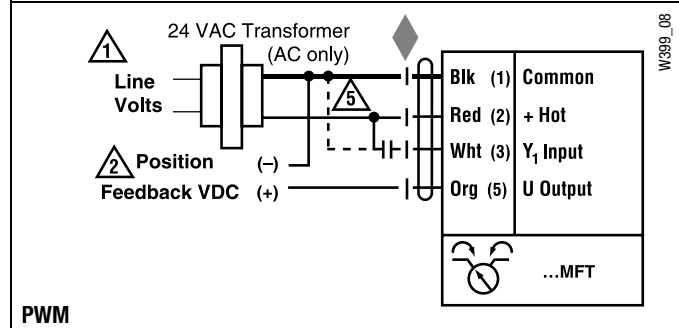 24 VAC Transformer
(AC only)
1
Line
Volts
5
2
Position (–)
Feedback VDC (+)
Blk (1) Common
Red (2) + Hot
Wht (3) Y1 Input
Org (5) U Output
...MFT
PWM
W399_08